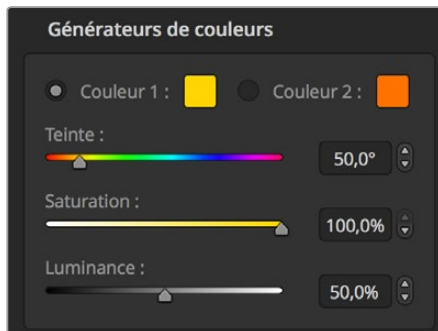 Générateurs de couleurs
Couleur 1 : Couleur 2 :
Teinte :
50,0°
Saturation :
100,0%
Luminance :
50,0%